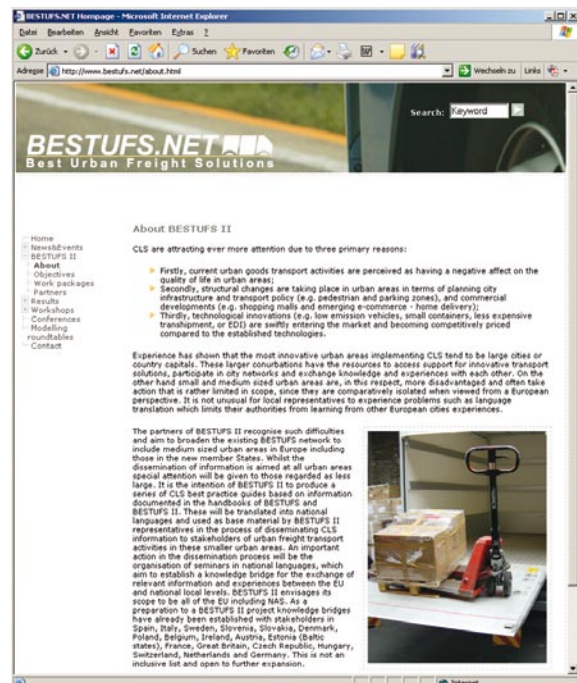 BESTUFS.NET Hompage - Microsoft Internet Explorer
Datei Bearbeiten Ansicht Favoriten Extras ?
Zurück Suchen Favoriten
Adresse http://www.bestufs.net/about.html Wechseln zu Links
Search: Keyword
BESTUFS.NET
Best Urban Freight Solutions
Home
News&Events
BESTUFS II
About
Objectives
Work packages
Partners
Results
Workshops
Conferences
Modelling
roundtables
Contact
About BESTUFS II
CLS are attracting ever more attention due to three primary reasons:
Firstly, current urban goods transport activities are perceived as having a negative affect on the
quality of life in urban areas;
Secondly, structural changes are taking place in urban areas in terms of planning city
infrastructure and transport policy (e.g. pedestrian and parking zones), and commercial
developments (e.g. shopping malls and emerging e-commerce - home delivery);
Thirdly, technological innovations (e.g. low emission vehicles, small containers, less expensive
transhipment, or EDI) are swiftly entering the market and becoming competitively priced
compared to the established technologies.
Experience has shown that the most innovative urban areas implementing CLS tend to be large cities or
country capitals. These larger conurbations have the resources to access support for innovative transport
solutions, participate in city networks and exchange knowledge and experiences with each other. On the
other hand small and medium sized urban areas are, in this respect, more disadvantaged and often take
action that is rather limited in scope, since they are comparatively isolated when viewed from a European
perspective. It is not unusual for local representatives to experience problems such as language
translation which limits their authorities from learning from other European cities experiences.
The partners of BESTUFS II recognise such difficulties
and aim to broaden the existing BESTUFS network to
include medium sized urban areas in Europe including
those in the new member States. Whilst the
dissemination of information is aimed at all urban areas
special attention will be given to those regarded as less
large. It is the intention of BESTUFS II to produce a
series of CLS best practice guides based on information
documented in the handbooks of BESTUFS and
BESTUFS II. These will be translated into national
languages and used as base material by BESTUFS II
representatives in the process of disseminating CLS
information to stakeholders of urban freight transport
activities in these smaller urban areas. An important
action in the dissemination process will be the
organisation of seminars in national languages, which
aim to establish a knowledge bridge for the exchange of
relevant information and experiences between the EU
and national local levels. BESTUFS II envisages its
scope to be all of the EU including NAS. As a
preparation to a BESTUFS II project knowledge bridges
have already been established with stakeholders in
Spain, Italy, Sweden, Slovenia, Slovakia, Denmark,
Poland, Belgium, Ireland, Austria, Estonia (Baltic
states), France, Great Britain, Czech Republic, Hungary,
Switzerland, Netherlands and Germany. This is not an
inclusive list and open to further expansion.
Internet